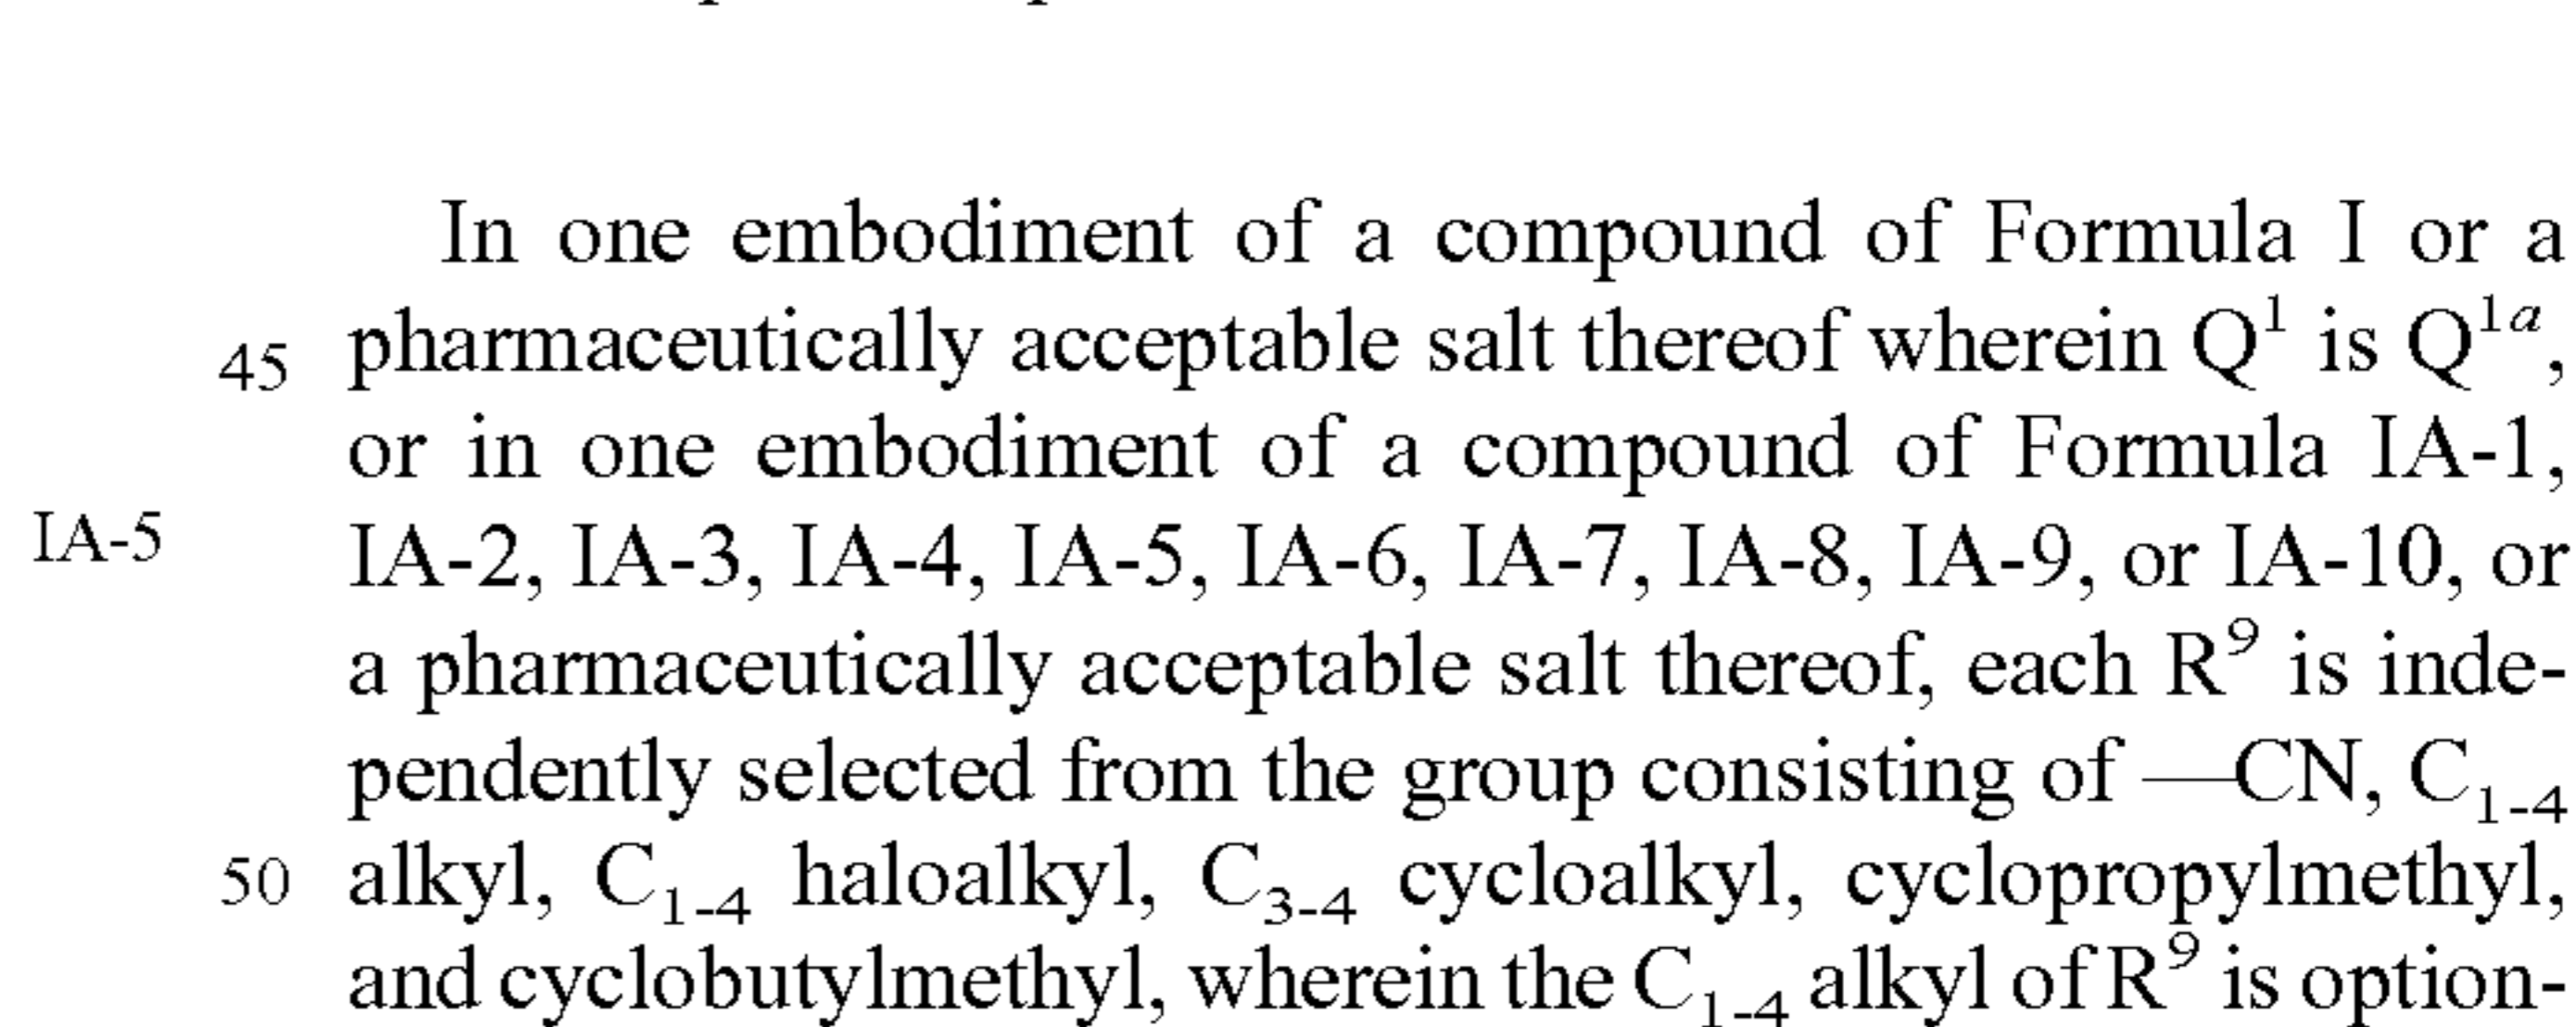 In one embodiment of a compound of Formula I or a
45 pharmaceutically acceptable salt thereof wherein Q¹ is Q¹ᵃ,
or in one embodiment of a compound of Formula IA-1,
IA-5 IA-2, IA-3, IA-4, IA-5, IA-6, IA-7, IA-8, IA-9, or IA-10, or
a pharmaceutically acceptable salt thereof, each R⁹ is inde-
pendently selected from the group consisting of —CN, C₁₋₄
50 alkyl, C₁₋₄ haloalkyl, C₃₋₄ cycloalkyl, cyclopropylmethyl,
and cyclobutylmethyl, wherein the C₁₋₄ alkyl of R⁹ is option-